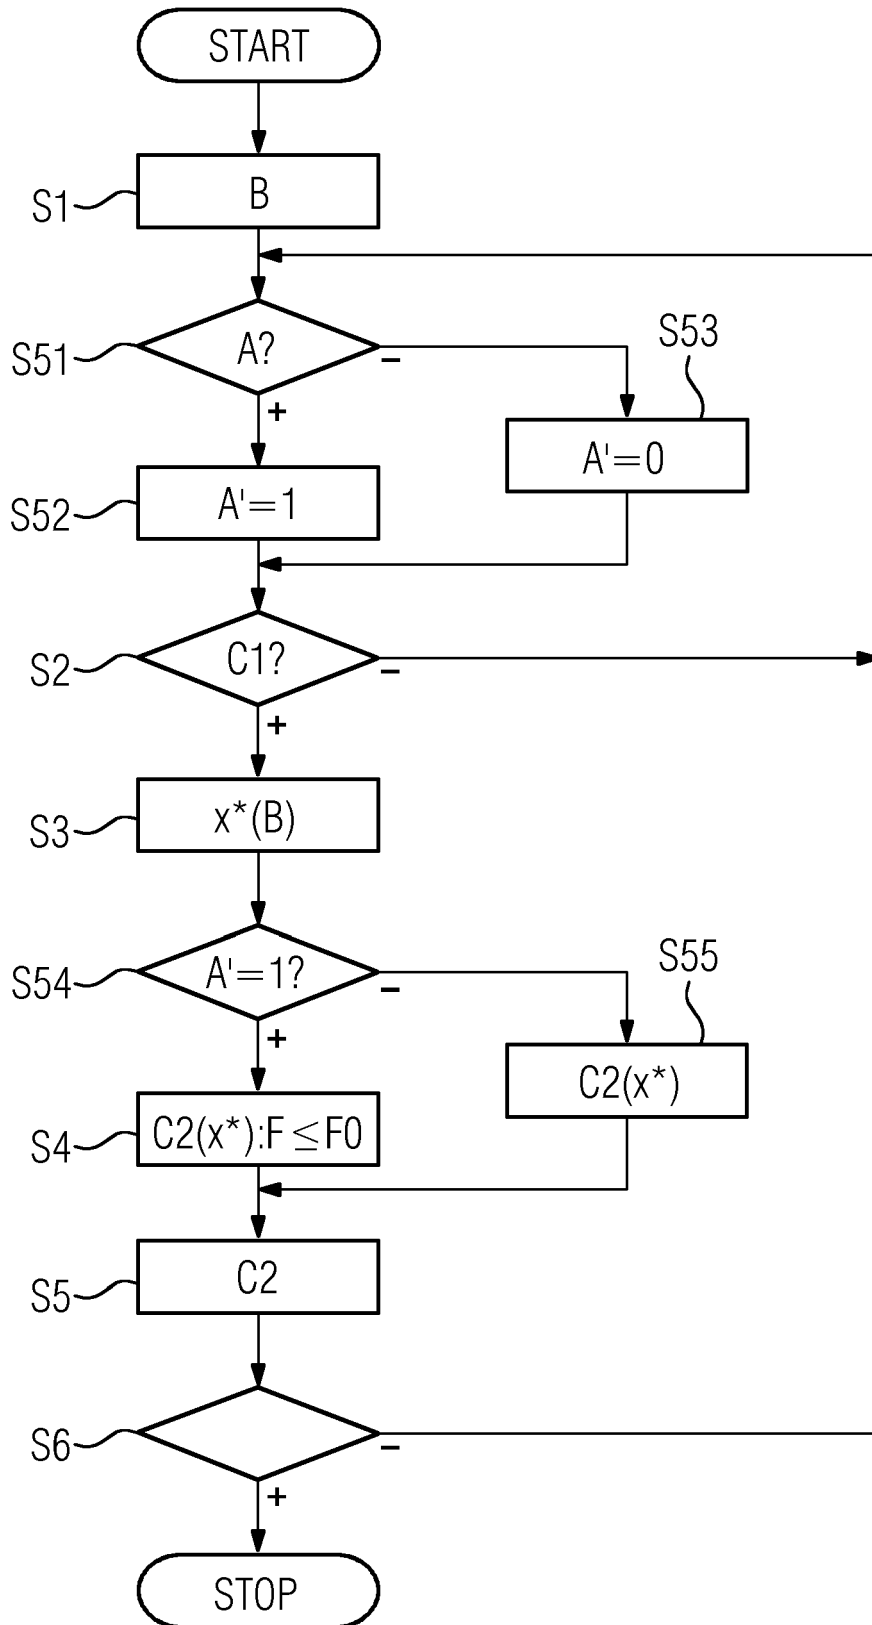 START
S1
B
S51
A?
−
+
S53
A'=0
S52
A'=1
S2
C1?
−
+
S3
x*(B)
S54
A'=1?
−
+
S55
C2(x*)
S4
C2(x*):F ≤ F0
S5
C2
S6
−
+
STOP